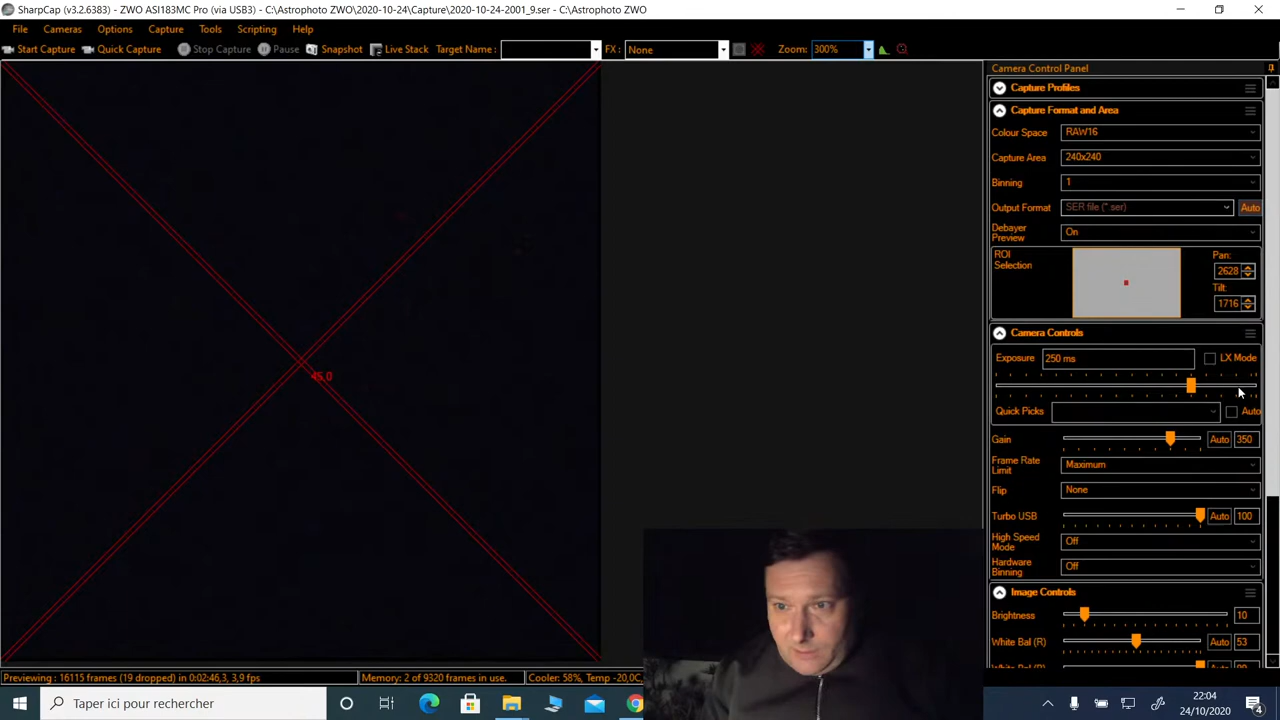 SharpCap (v3.2.6383) - ZWO ASI183MC Pro (via USB3) - C:\Astrophoto ZWO\2020-10-24\Capture\2020-10-24-2001_9.ser - C:\Astrophoto ZWO\
File Cameras Options Capture Tools Scripting Help
Start Capture Quick Capture Stop Capture Pause Snapshot Live Stack Target Name : FX : None Zoom: 300%
45,0
Camera Control Panel
Capture Profiles
Capture Format and Area
Colour Space RAW16
Capture Area 240x240
Binning 1
Output Format SER file (*.ser) Auto
Debayer Preview On
ROI Selection
Pan:
2628
Tilt:
1716
Camera Controls
Exposure 250 ms LX Mode
Quick Picks Auto
Gain Auto 350
Frame Rate Limit Maximum
Flip None
Turbo USB Auto 100
High Speed Mode Off
Hardware Binning Off
Image Controls
Brightness 10
White Bal (R) Auto 53
Previewing : 16115 frames (19 dropped) in 0:02:46,3, 3,9 fps Memory: 2 of 9320 frames in use. Cooler: 58%, Temp -20,0C,
Taper ici pour rechercher
22:04
24/10/2020
4